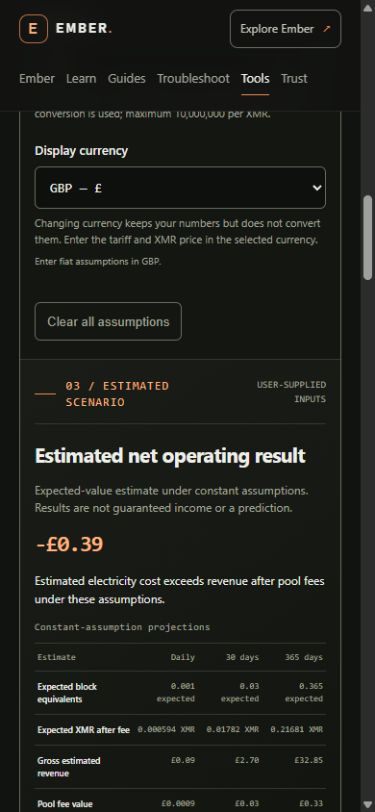 E EMBER.
Explore Ember ↗
Ember Learn Guides Troubleshoot Tools Trust
conversion is used; maximum 10,000,000 per XMR.
Display currency
GBP — £
Changing currency keeps your numbers but does not convert
them. Enter the tariff and XMR price in the selected currency.
Enter fiat assumptions in GBP.
Clear all assumptions
03 / ESTIMATED
SCENARIO
USER-SUPPLIED
INPUTS
Estimated net operating result
Expected-value estimate under constant assumptions.
Results are not guaranteed income or a prediction.
-£0.39
Estimated electricity cost exceeds revenue after pool fees
under these assumptions.
Constant-assumption projections
Estimate Daily 30 days 365 days
Expected block
equivalents
0.001
expected
0.03
expected
0.365
expected
Expected XMR after fee 0.000594 XMR 0.01782 XMR 0.21681 XMR
Gross estimated
revenue
£0.09 £2.70 £32.85
Pool fee value £0.0009 £0.03 £0.33